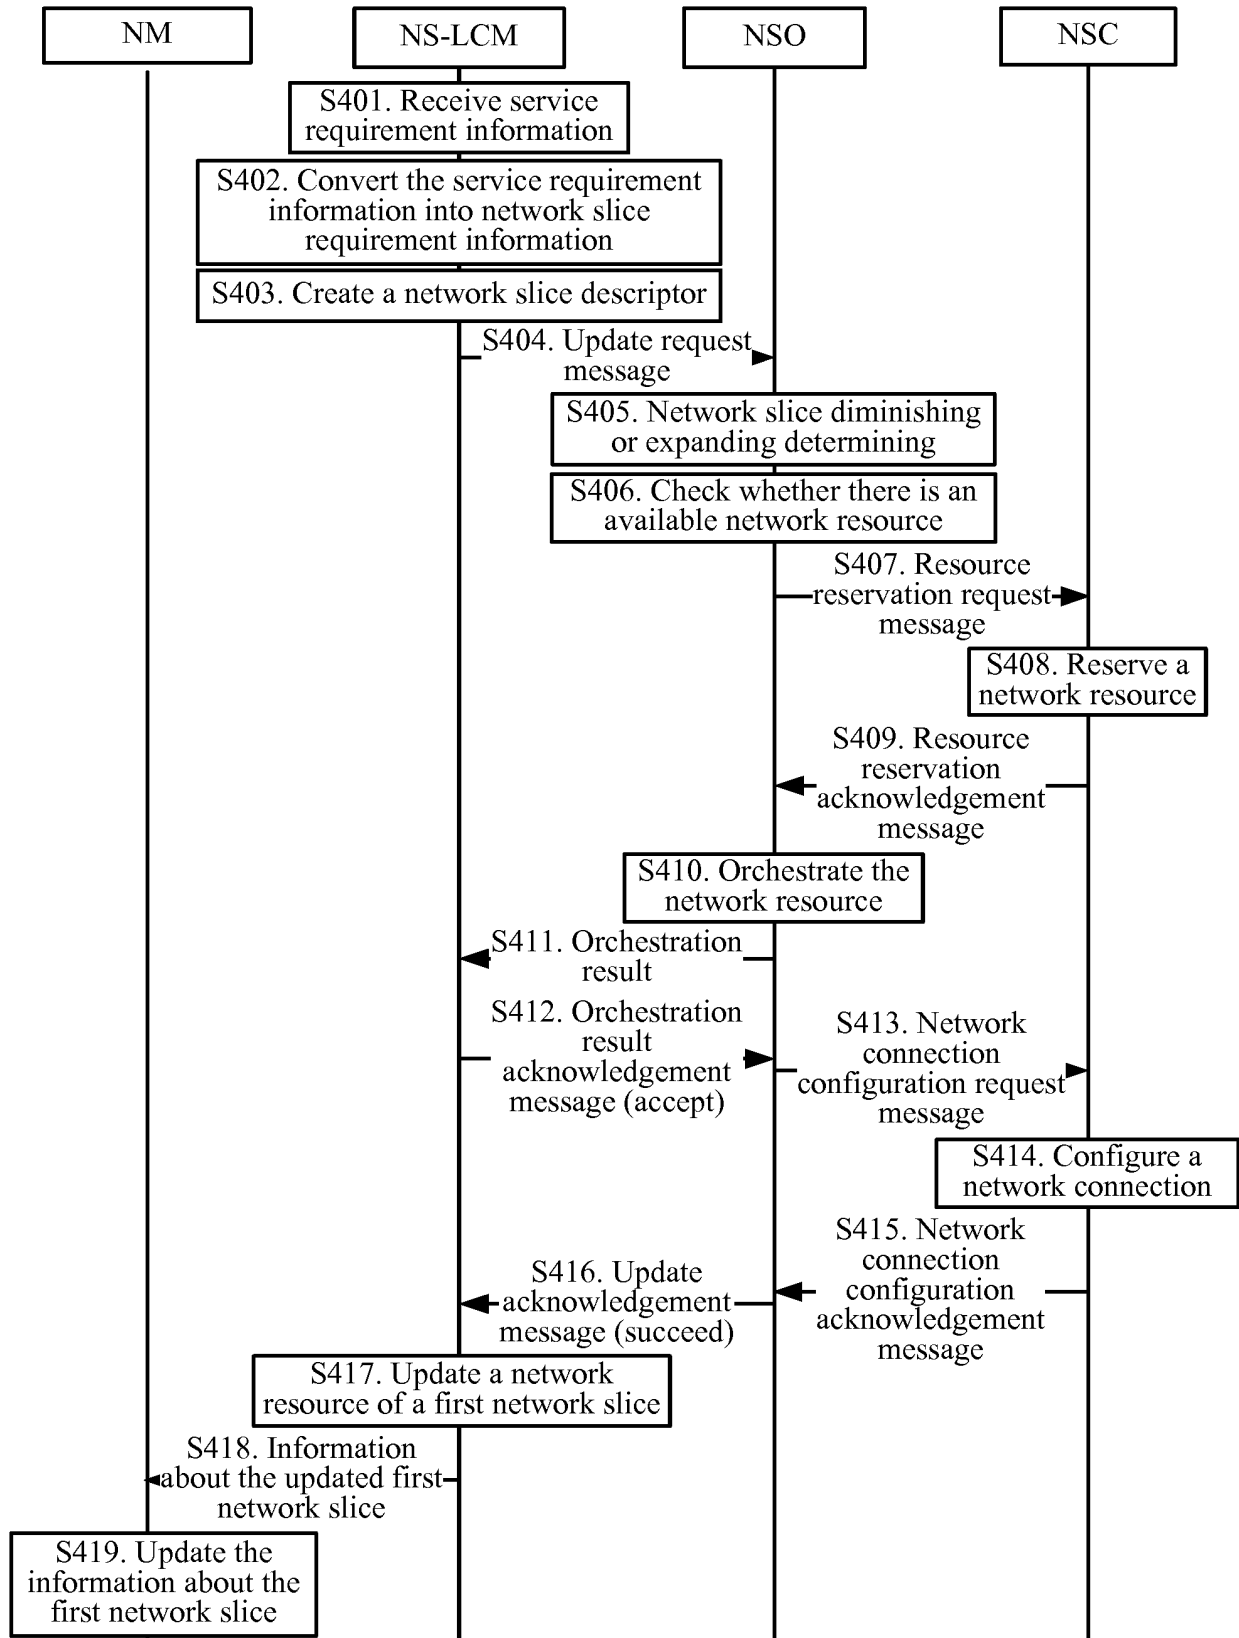 NM
NS-LCM
NSO
NSC
S401. Receive service
requirement information
S402. Convert the service requirement
information into network slice
requirement information
S403. Create a network slice descriptor
S404. Update request
message
S405. Network slice diminishing
or expanding determining
S406. Check whether there is an
available network resource
S407. Resource
reservation request
message
S408. Reserve a
network resource
S409. Resource
reservation
acknowledgement
message
S410. Orchestrate the
network resource
S411. Orchestration
result
S412. Orchestration
result
acknowledgement
message (accept)
S413. Network
connection
configuration request
message
S414. Configure a
network connection
S415. Network
connection
configuration
acknowledgement
message
S416. Update
acknowledgement
message (succeed)
S417. Update a network
resource of a first network slice
S418. Information
about the updated first
network slice
S419. Update the
information about the
first network slice